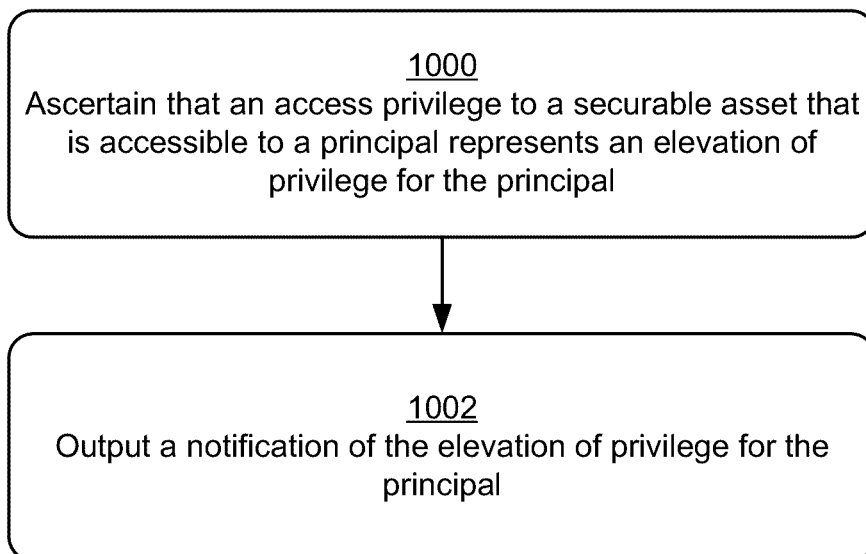 1000
Ascertain that an access privilege to a securable asset that
is accessible to a principal represents an elevation of
privilege for the principal
1002
Output a notification of the elevation of privilege for the
principal